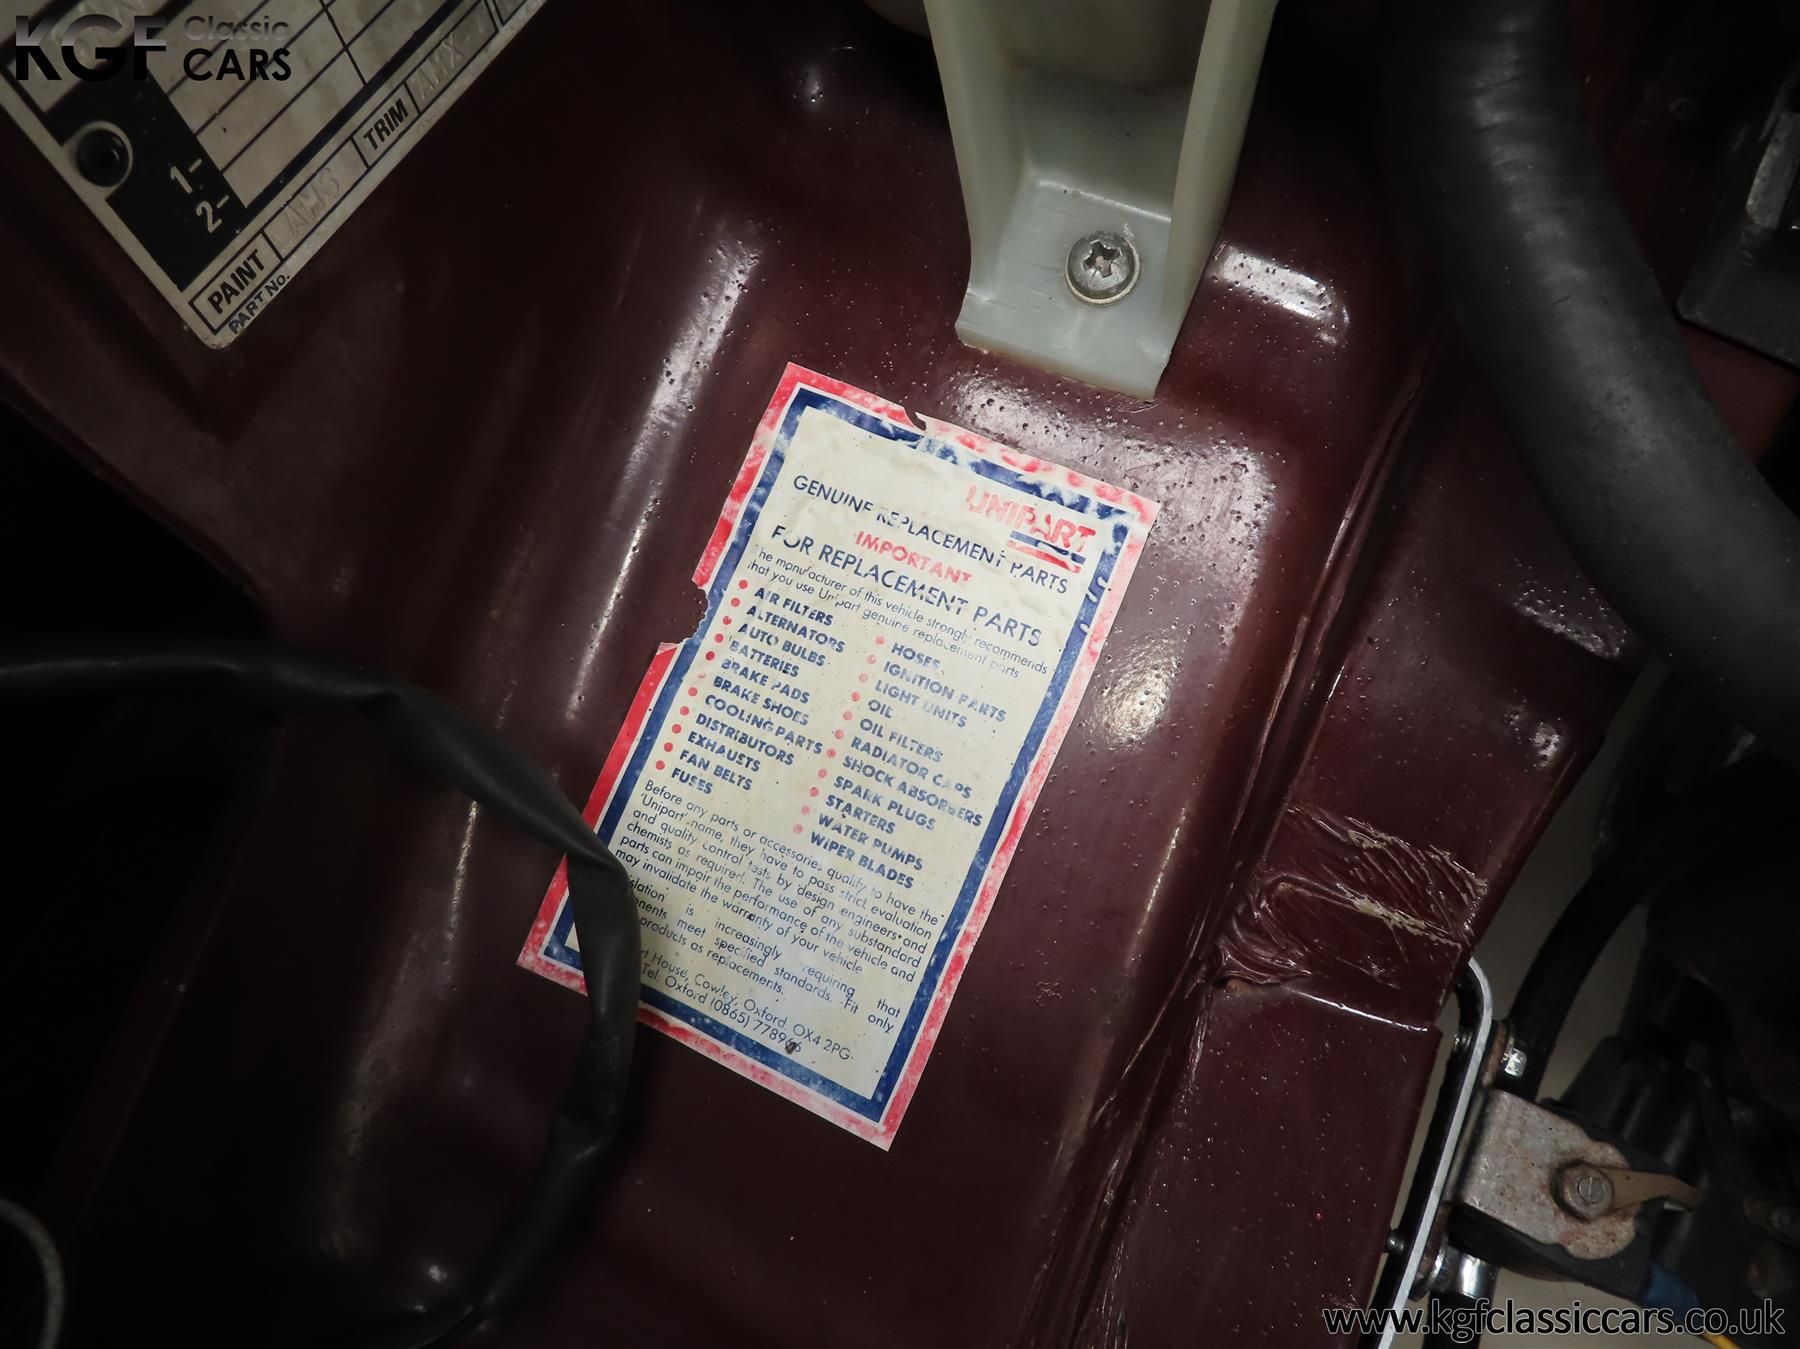 KGF Classic CARS
1-
2-
TRIM
PAINT
PART No.
UNIPART
GENUINE REPLACEMENT PARTS
IMPORTANT
FOR REPLACEMENT PARTS
The manufacturer of this vehicle strongly recommends
that you use Unipart genuine replacement parts
AIR FILTERS
ALTERNATORS
AUTO BULBS
BATTERIES
BRAKE PADS
BRAKE SHOES
COOLING PARTS
DISTRIBUTORS
EXHAUSTS
FAN BELTS
FUSES
HOSES
IGNITION PARTS
LIGHT UNITS
OIL
OIL FILTERS
RADIATOR CAPS
SHOCK ABSORBERS
SPARK PLUGS
STARTERS
WATER PUMPS
WIPER BLADES
Before any parts or accessories qualify to have the
'Unipart' name, they have to pass strict evaluation
and quality control tests by design engineers and
chemists as required. The use of any substandard
parts can impair the performance of the vehicle and
may invalidate the warranty of your vehicle
is increasingly requiring that
meet specified standards. Fit only
products as replacements.
House, Cowley, Oxford, OX4 2PG.
Tel: Oxford (0865) 778966
www.kgfclassiccars.co.uk